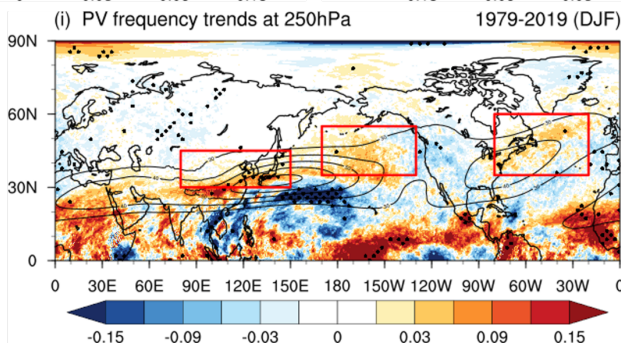 (i) PV frequency trends at 250hPa 1979-2019 (DJF)
90N
60N
30N
0
0 30E 60E 90E 120E 150E 180 150W 120W 90W 60W 30W 0
-0.15 -0.09 -0.03 0 0.03 0.09 0.15